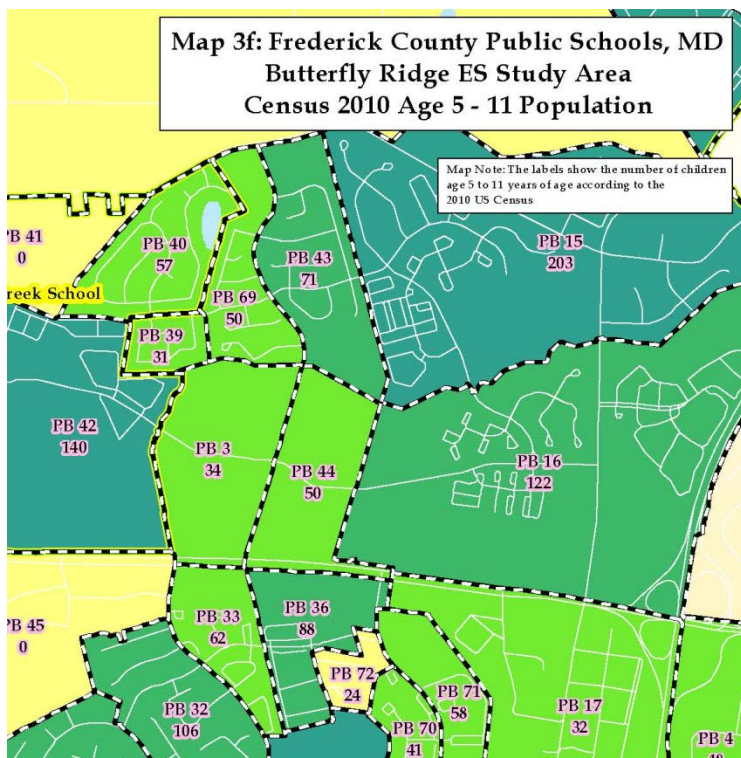 Map 3f: Frederick County Public Schools, MD
Butterfly Ridge ES Study Area
Census 2010 Age 5 - 11 Population
Map Note: The labels show the number of children
age 5 to 11 years of age according to the
2010 US Census
PB 41
0
PB 40
57
PB 43
71
PB 15
203
reek School
PB 69
50
PB 39
31
PB 42
140
PB 3
34
PB 44
50
PB 16
122
PB 45
0
PB 33
62
PB 36
88
PB 72
24
PB 32
106
PB 71
58
PB 70
41
PB 17
32
PB 4